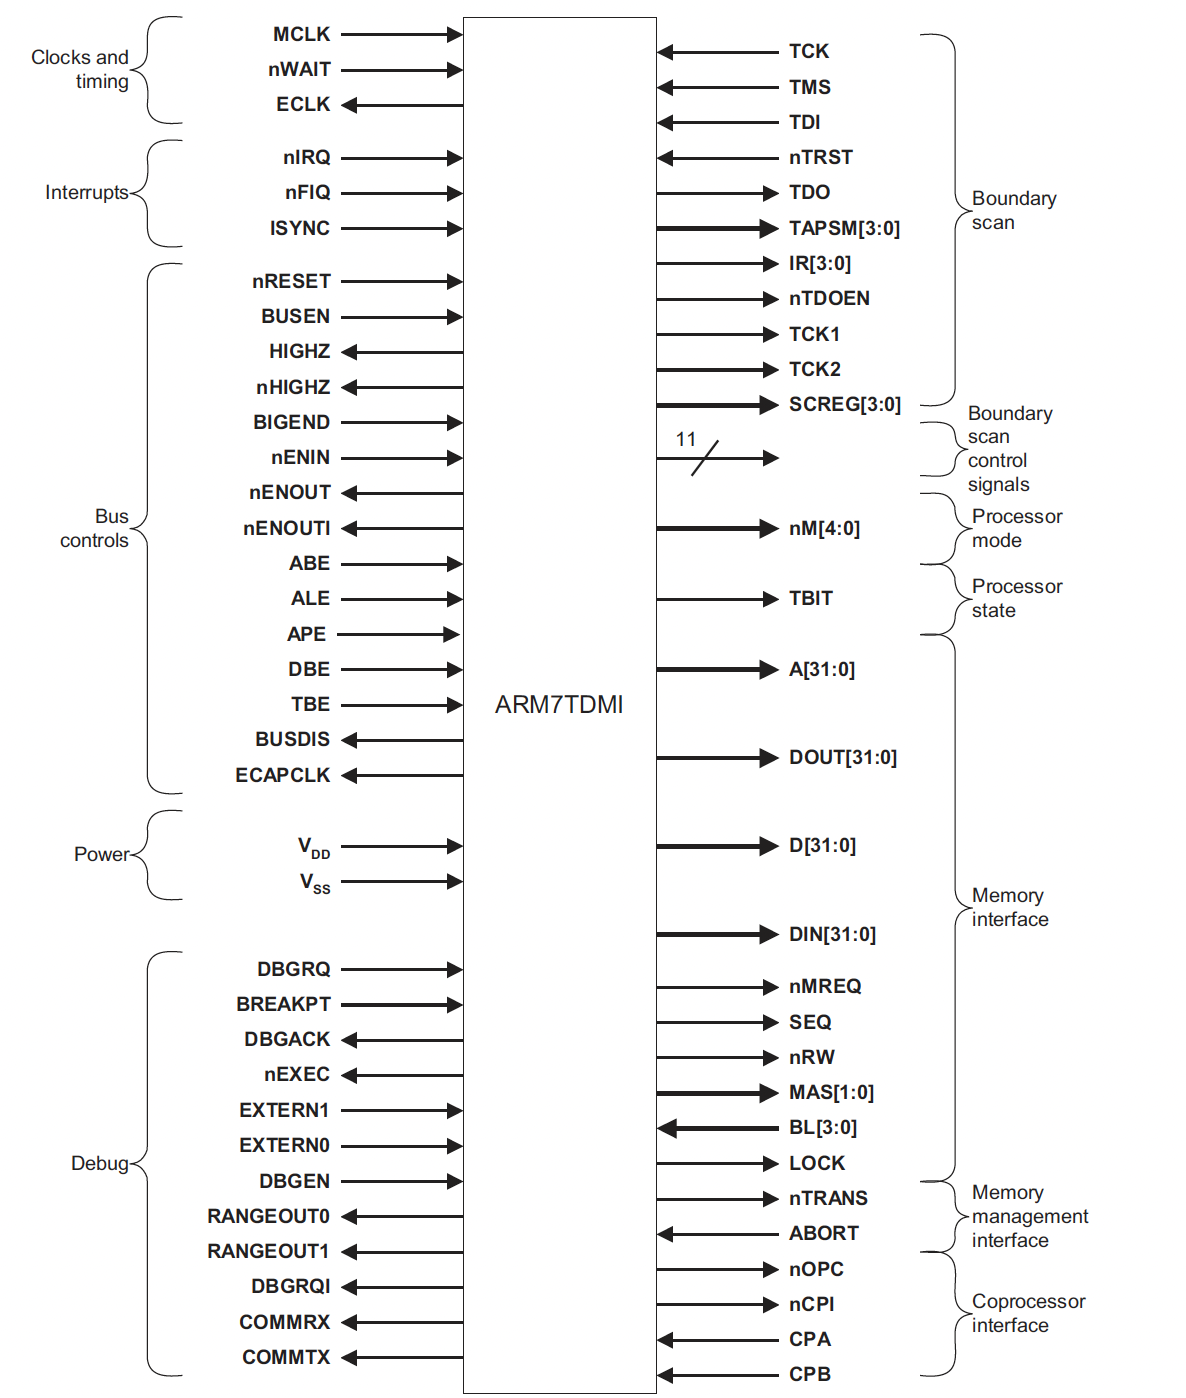 Clocks and
timing
MCLK
nWAIT
ECLK
Interrupts
nIRQ
nFIQ
ISYNC
Bus
controls
nRESET
BUSEN
HIGHZ
nHIGHZ
BIGEND
nENIN
nENOUT
nENOUTI
ABE
ALE
APE
DBE
TBE
BUSDIS
ECAPCLK
Power
VDD
VSS
Debug
DBGRQ
BREAKPT
DBGACK
nEXEC
EXTERN1
EXTERN0
DBGEN
RANGEOUT0
RANGEOUT1
DBGRQI
COMMRX
COMMTX
ARM7TDMI
TCK
TMS
TDI
nTRST
TDO
TAPSM[3:0]
IR[3:0]
nTDOEN
TCK1
TCK2
SCREG[3:0]
Boundary
scan
11
Boundary
scan
control
signals
nM[4:0]
Processor
mode
TBIT
Processor
state
A[31:0]
DOUT[31:0]
D[31:0]
DIN[31:0]
nMREQ
SEQ
nRW
MAS[1:0]
BL[3:0]
LOCK
Memory
interface
nTRANS
ABORT
Memory
management
interface
nOPC
nCPI
CPA
CPB
Coprocessor
interface